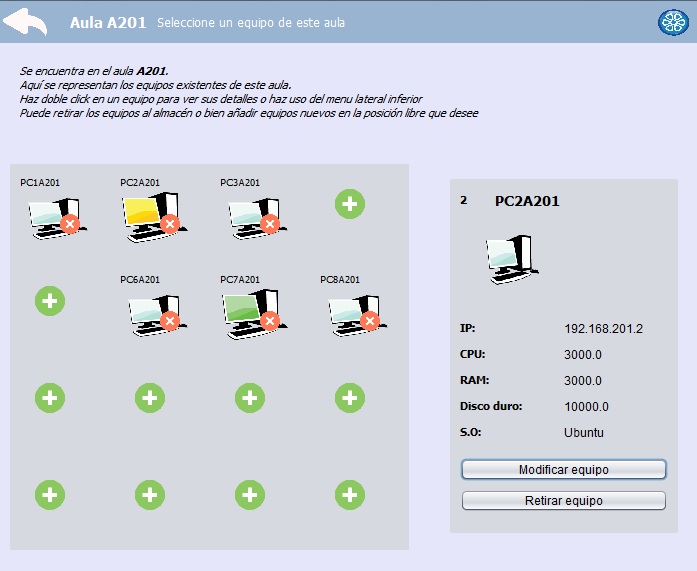 Aula A201 Seleccione un equipo de este aula
Se encuentra en el aula A201.
Aquí se representan los equipos existentes de este aula.
Haz doble click en un equipo para ver sus detalles o haz uso del menu lateral inferior
Puede retirar los equipos al almacén o bien añadir equipos nuevos en la posición libre que desee
PC1A201 PC2A201 PC3A201
PC6A201 PC7A201 PC8A201
2 PC2A201
IP: 192.168.201.2
CPU: 3000.0
RAM: 3000.0
Disco duro: 10000.0
S.O: Ubuntu
Modificar equipo
Retirar equipo